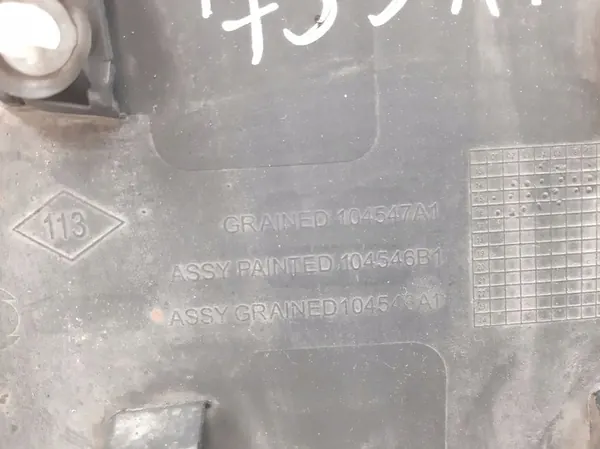 113
GRAINED 104547A1
ASSY PAINTED 104546B1
ASSY GRAINED